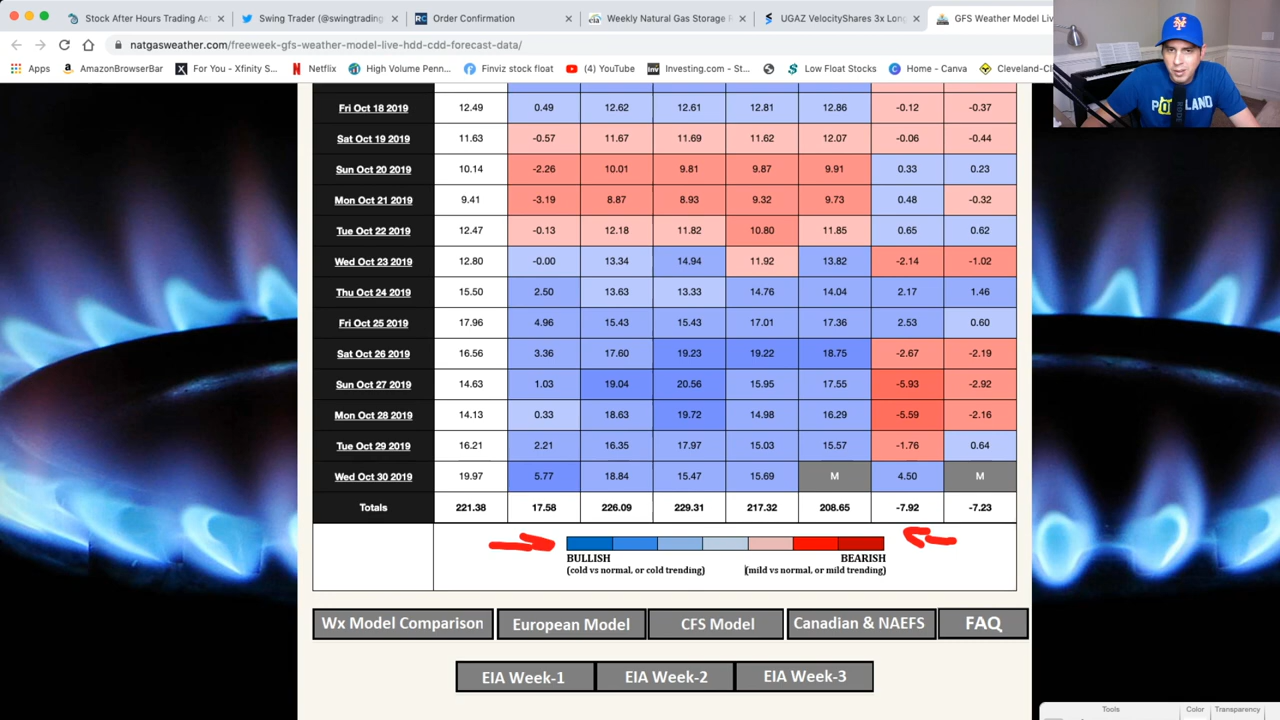 Stock After Hours Trading Ac
Swing Trader (@swingtrading
Order Confirmation
Weekly Natural Gas Storage R
UGAZ VelocityShares 3x Long
GFS Weather Model Liv
natgasweather.com/freeweek-gfs-weather-model-live-hdd-cdd-forecast-data/
Apps AmazonBrowserBar For You - Xfinity S... Netflix High Volume Penn... finviz stock float (4) YouTube Investing.com - St... Low Float Stocks Home - Canva Cleveland-Cl
Fri Oct 18 2019 12.49 0.49 12.62 12.61 12.81 12.86 -0.12 -0.37
Sat Oct 19 2019 11.63 -0.57 11.67 11.69 11.62 12.07 -0.06 -0.44
Sun Oct 20 2019 10.14 -2.26 10.01 9.81 9.87 9.91 0.33 0.23
Mon Oct 21 2019 9.41 -3.19 8.87 8.93 9.32 9.73 0.48 -0.32
Tue Oct 22 2019 12.47 -0.13 12.18 11.82 10.80 11.85 0.65 0.62
Wed Oct 23 2019 12.80 -0.00 13.34 14.94 11.92 13.82 -2.14 -1.02
Thu Oct 24 2019 15.50 2.50 13.63 13.33 14.76 14.04 2.17 1.46
Fri Oct 25 2019 17.96 4.96 15.43 15.43 17.01 17.36 2.53 0.60
Sat Oct 26 2019 16.56 3.36 17.60 19.23 19.22 18.75 -2.67 -2.19
Sun Oct 27 2019 14.63 1.03 19.04 20.56 15.95 17.55 -5.93 -2.92
Mon Oct 28 2019 14.13 0.33 18.63 19.72 14.98 16.29 -5.59 -2.16
Tue Oct 29 2019 16.21 2.21 16.35 17.97 15.03 15.57 -1.76 0.64
Wed Oct 30 2019 19.97 5.77 18.84 15.47 15.69 M 4.50 M
Totals 221.38 17.58 226.09 229.31 217.32 208.65 -7.92 -7.23
BULLISH BEARISH
(cold vs normal, or cold trending) (mild vs normal, or mild trending)
Wx Model Comparison European Model CFS Model Canadian & NAEFS FAQ
EIA Week-1 EIA Week-2 EIA Week-3
Tools Color Transparency